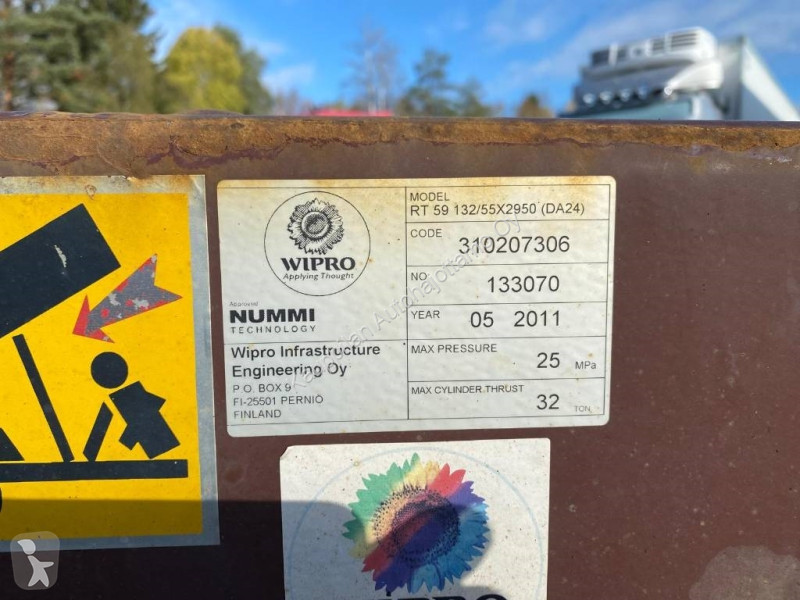 WIPRO
Applying Thought
Approved
NUMMI
TECHNOLOGY
Wipro Infrastructure
Engineering Oy
P.O. BOX 9
FI-25501 PERNIÖ
FINLAND
MODEL
RT 59 132/55X2950 (DA24)
CODE 310207306
NO. 133070
YEAR 05 2011
MAX PRESSURE 25 MPa
MAX CYLINDER.THRUST 32 TON
WIPRO